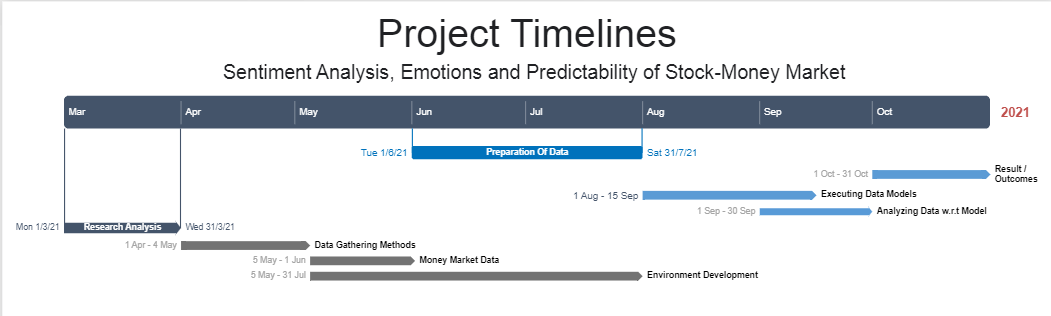 Project Timelines
Sentiment Analysis, Emotions and Predictability of Stock-Money Market
Mar Apr May Jun Jul Aug Sep Oct 2021
Tue 1/6/21 Preparation Of Data Sat 31/7/21
1 Oct - 31 Oct Result /
Outcomes
1 Aug - 15 Sep Executing Data Models
1 Sep - 30 Sep Analyzing Data w.r.t Model
Mon 1/3/21 Research Analysis Wed 31/3/21
1 Apr - 4 May Data Gathering Methods
5 May - 1 Jun Money Market Data
5 May - 31 Jul Environment Development